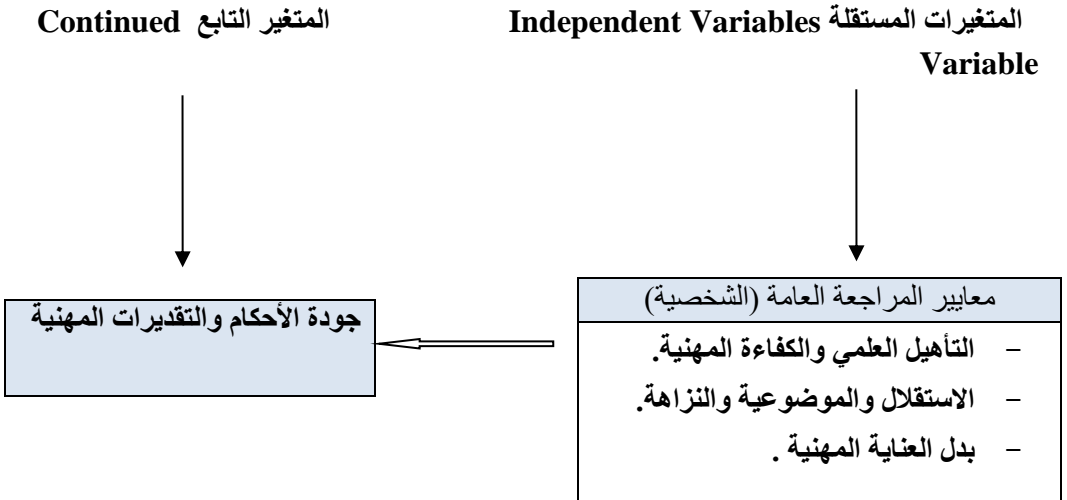 المتغيرات المستقلة Independent Variables
المتغير التابع Continued
Variable
معايير المراجعة العامة (الشخصية)
- التأهيل العلمي والكفاءة المهنية.
- الاستقلال والموضوعية والنزاهة.
- بدل العناية المهنية .
جودة الأحكام والتقديرات المهنية